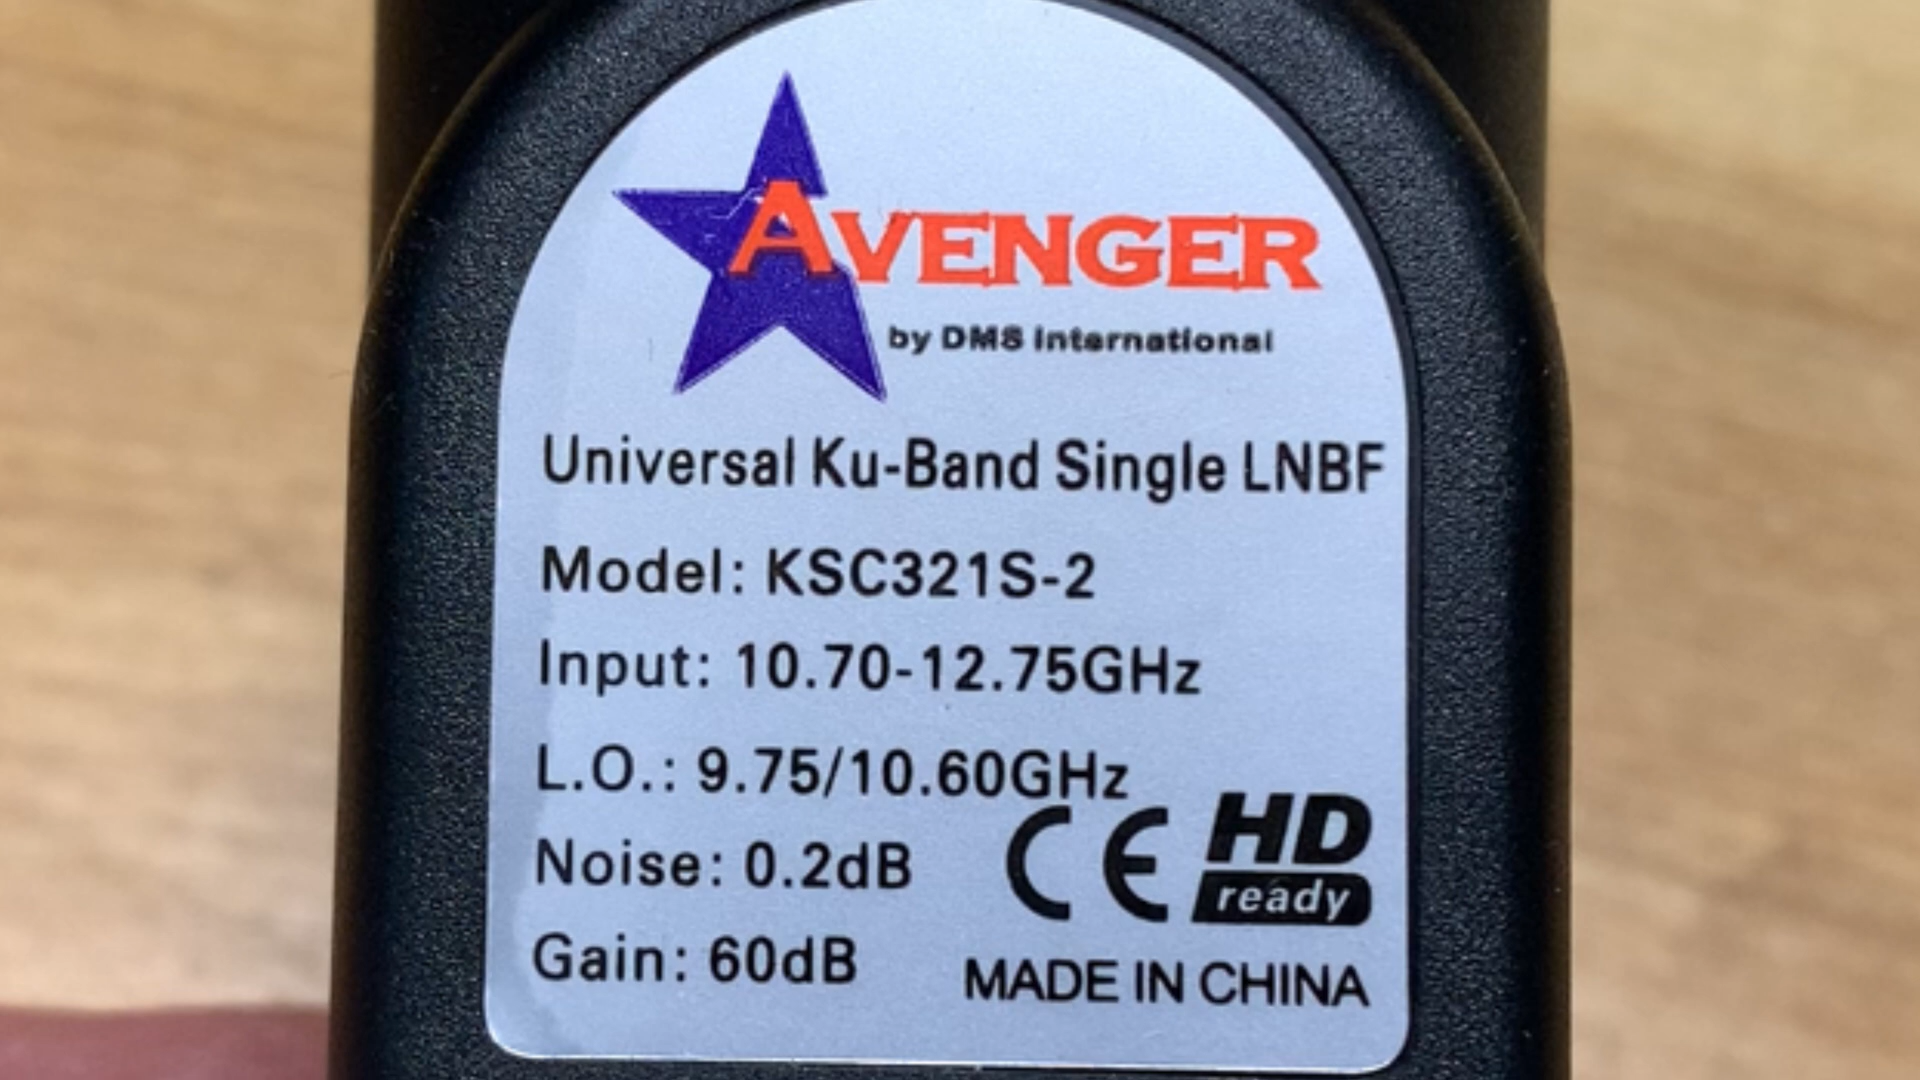 AVENGER
by DMS International
Universal Ku-Band Single LNBF
Model: KSC321S-2
Input: 10.70-12.75GHz
L.O.: 9.75/10.60GHz
Noise: 0.2dB
CE HD ready
Gain: 60dB
MADE IN CHINA